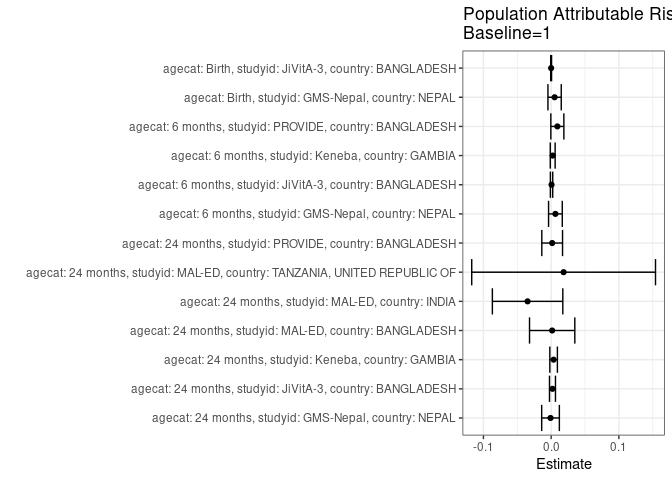 Population Attributable Ris
Baseline=1
agecat: Birth, studyid: JiVitA-3, country: BANGLADESH
agecat: Birth, studyid: GMS-Nepal, country: NEPAL
agecat: 6 months, studyid: PROVIDE, country: BANGLADESH
agecat: 6 months, studyid: Keneba, country: GAMBIA
agecat: 6 months, studyid: JiVitA-3, country: BANGLADESH
agecat: 6 months, studyid: GMS-Nepal, country: NEPAL
agecat: 24 months, studyid: PROVIDE, country: BANGLADESH
agecat: 24 months, studyid: MAL-ED, country: TANZANIA, UNITED REPUBLIC OF
agecat: 24 months, studyid: MAL-ED, country: INDIA
agecat: 24 months, studyid: MAL-ED, country: BANGLADESH
agecat: 24 months, studyid: Keneba, country: GAMBIA
agecat: 24 months, studyid: JiVitA-3, country: BANGLADESH
agecat: 24 months, studyid: GMS-Nepal, country: NEPAL
-0.1 0.0 0.1
Estimate